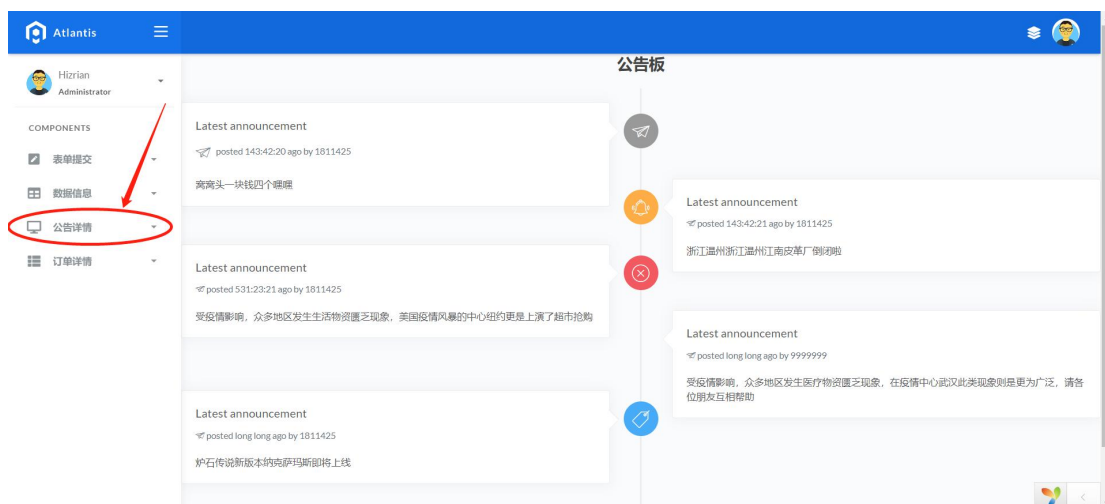 Atlantis
Hizrian
Administrator
COMPONENTS
表单提交
数据信息
公告详情
订单详情
公告板
Latest announcement
posted 143:42:20 ago by 1811425
窝窝头一块钱四个嘿嘿
Latest announcement
posted 143:42:21 ago by 1811425
浙江温州浙江温州江南皮革厂倒闭啦
Latest announcement
posted 531:23:21 ago by 1811425
受疫情影响，众多地区发生生活物资匮乏现象，美国疫情风暴的中心纽约更是上演了超市抢购
Latest announcement
posted long long ago by 9999999
受疫情影响，众多地区发生医疗物资匮乏现象，在疫情中心武汉此类现象则是更为广泛，请各
位朋友互相帮助
Latest announcement
posted long long ago by 1811425
炉石传说新版本纳克萨玛斯即将上线